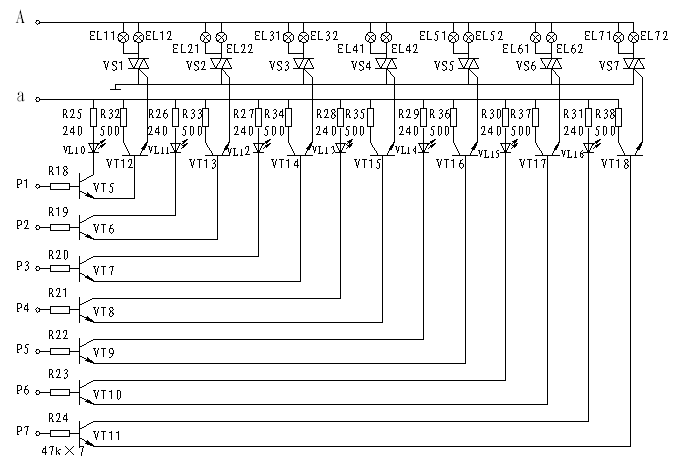 A
EL11 EL12 EL21 EL22 EL31 EL32 EL41 EL42 EL51 EL52 EL61 EL62 EL71 EL72
VS1 VS2 VS3 VS4 VS5 VS6 VS7
a
R25 R32 R26 R33 R27 R34 R28 R35 R29 R36 R30 R37 R31 R38
240 500 240 500 240 500 240 500 240 500 240 500 240 500
VL10 VL11 VL12 VL13 VL14 VL15 VL16
VT12 VT13 VT14 VT15 VT16 VT17 VT18
P1 R18 VT5
P2 R19 VT6
P3 R20 VT7
P4 R21 VT8
P5 R22 VT9
P6 R23 VT10
P7 R24 VT11
47k×7